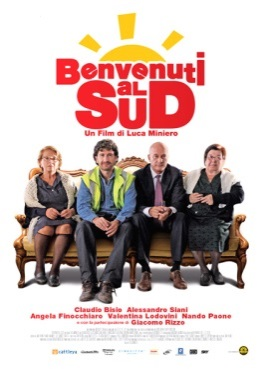 Benvenuti
al
Sud
Un Film di Luca Miniero
Claudio Bisio Alessandro Siani
Angela Finocchiaro Valentina Lodovini Nando Paone
Giacomo Rizzo
cattleya